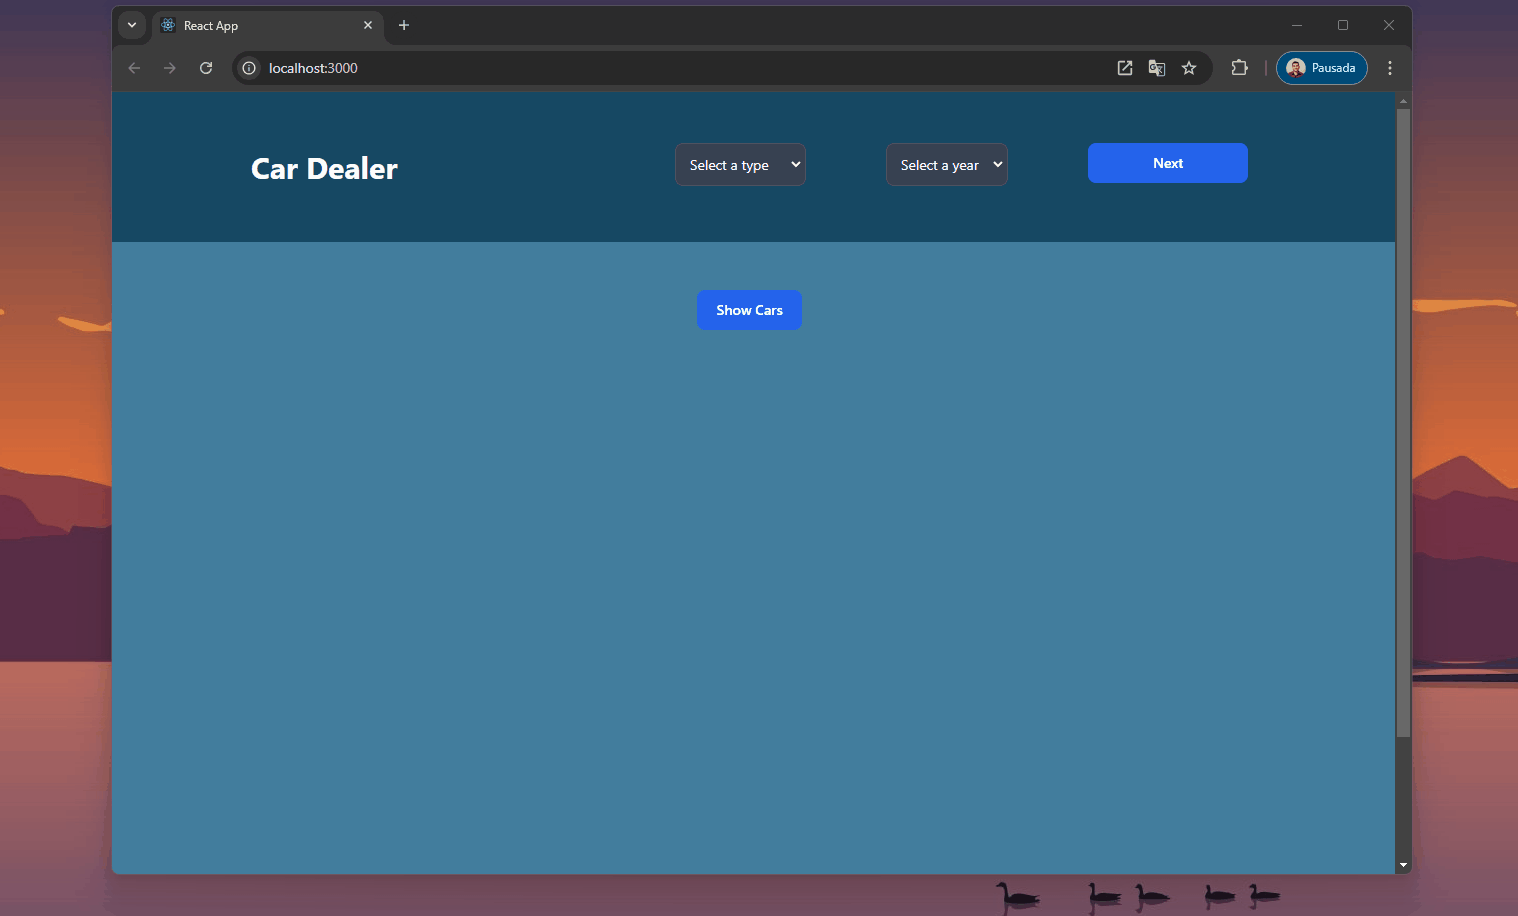 React App
localhost:3000
Pausada
Car Dealer
Select a type
Select a year
Next
Show Cars